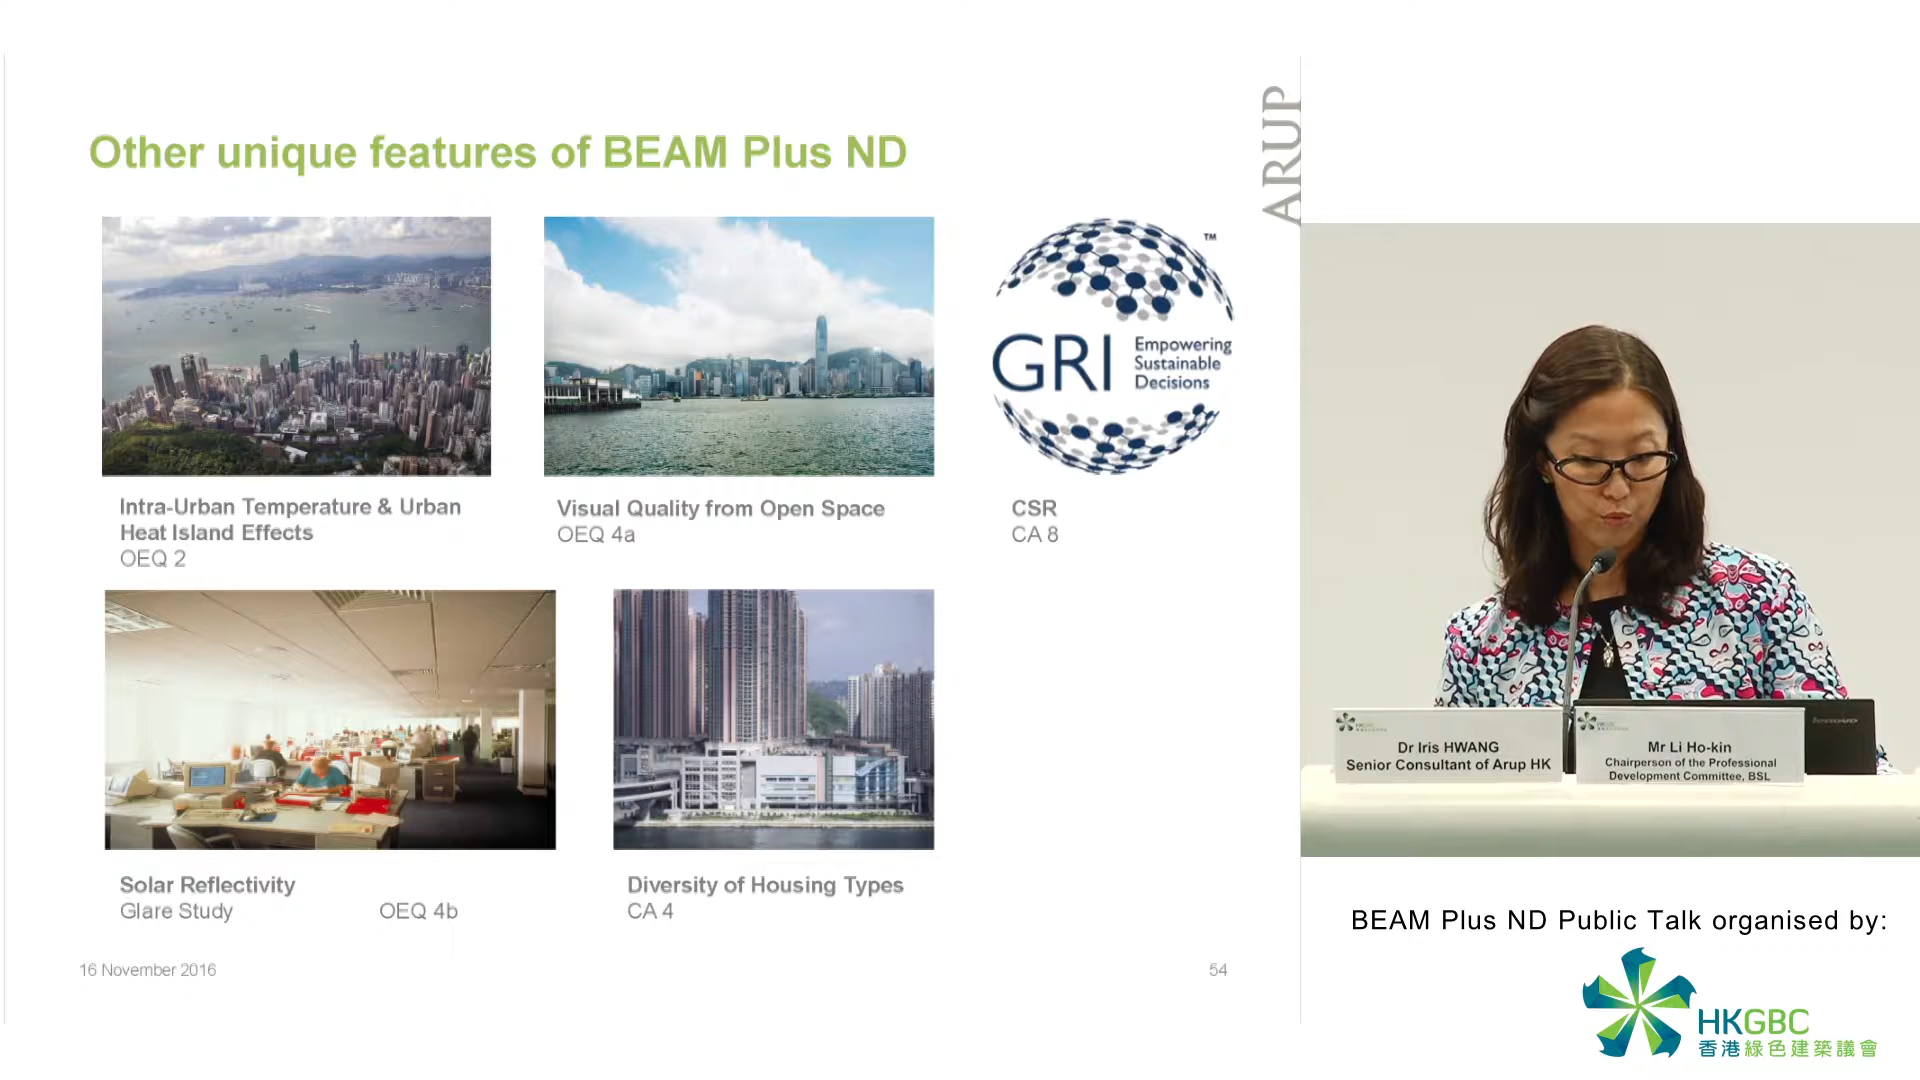 Other unique features of BEAM Plus ND
ARUP
GRI
Empowering
Sustainable
Decisions
TM
Intra-Urban Temperature & Urban
Heat Island Effects
OEQ 2
Visual Quality from Open Space
OEQ 4a
CSR
CA 8
Solar Reflectivity
Glare Study OEQ 4b
Diversity of Housing Types
CA 4
16 November 2016
54
HKGBC
Dr Iris HWANG
Senior Consultant of Arup HK
HKGBC
Mr Li Ho-kin
Chairperson of the Professional
Development Committee, BSL
BEAM Plus ND Public Talk organised by:
HKGBC
香港綠色建築議會